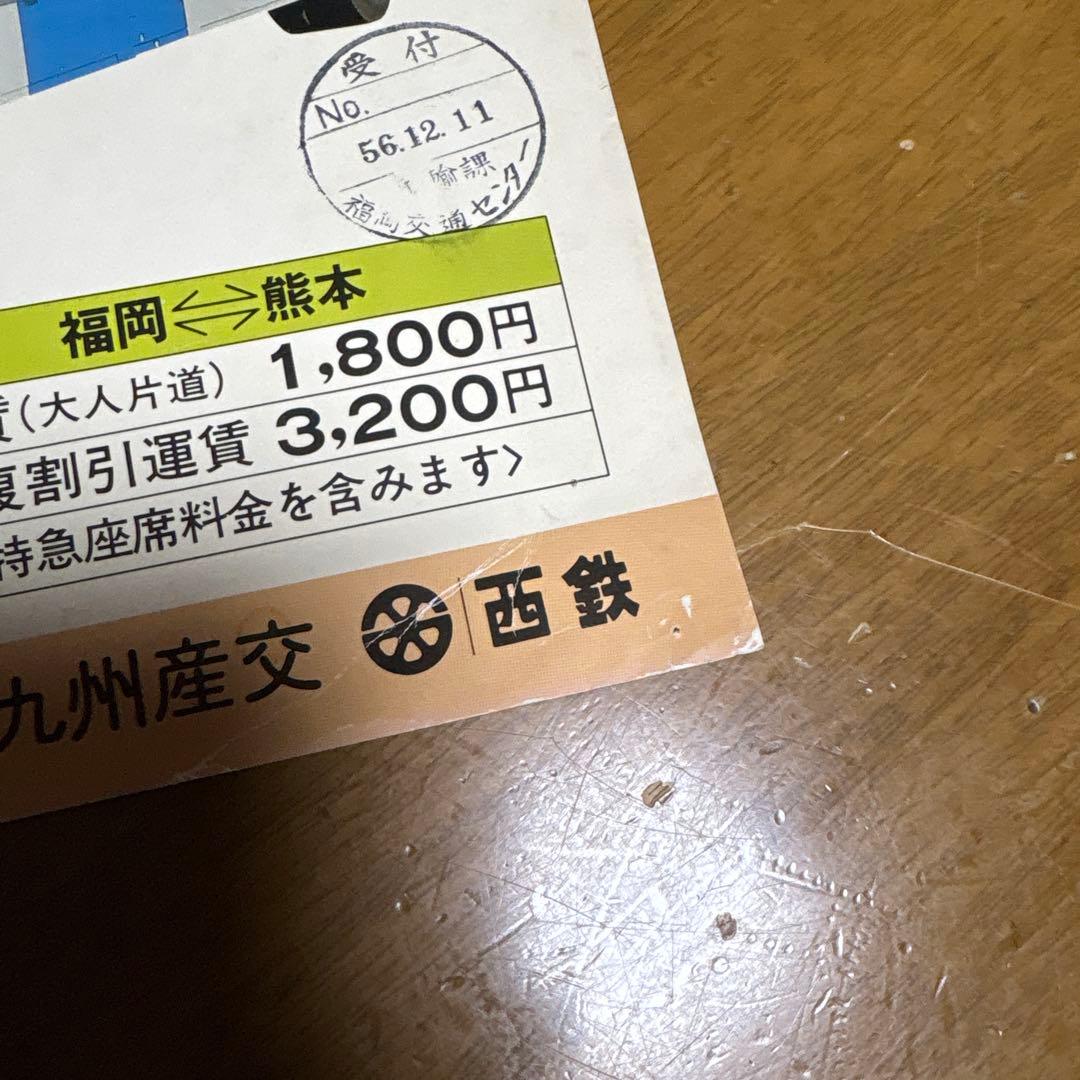 受付
No.
56.12.11
輸課
福岡交通センター
福岡⇔熊本
賃(大人片道) 1,800円
復割引運賃 3,200円
特急座席料金を含みます〉
九州産交 西鉄